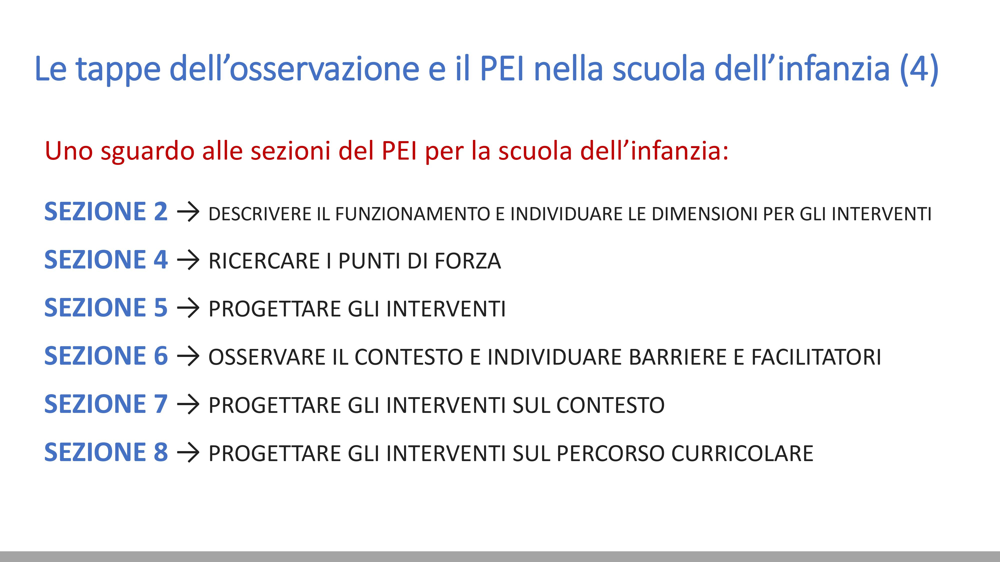 Le tappe dell’osservazione e il PEI nella scuola dell’infanzia (4)
Uno sguardo alle sezioni del PEI per la scuola dell’infanzia:
SEZIONE 2 → DESCRIVERE IL FUNZIONAMENTO E INDIVIDUARE LE DIMENSIONI PER GLI INTERVENTI
SEZIONE 4 → RICERCARE I PUNTI DI FORZA
SEZIONE 5 → PROGETTARE GLI INTERVENTI
SEZIONE 6 → OSSERVARE IL CONTESTO E INDIVIDUARE BARRIERE E FACILITATORI
SEZIONE 7 → PROGETTARE GLI INTERVENTI SUL CONTESTO
SEZIONE 8 → PROGETTARE GLI INTERVENTI SUL PERCORSO CURRICOLARE